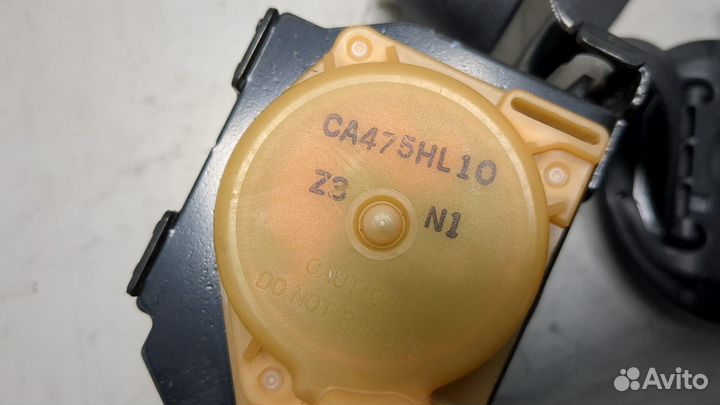 CA475HL10
Z3 N1
CAUTION
DO NOT REMOVE
Avito